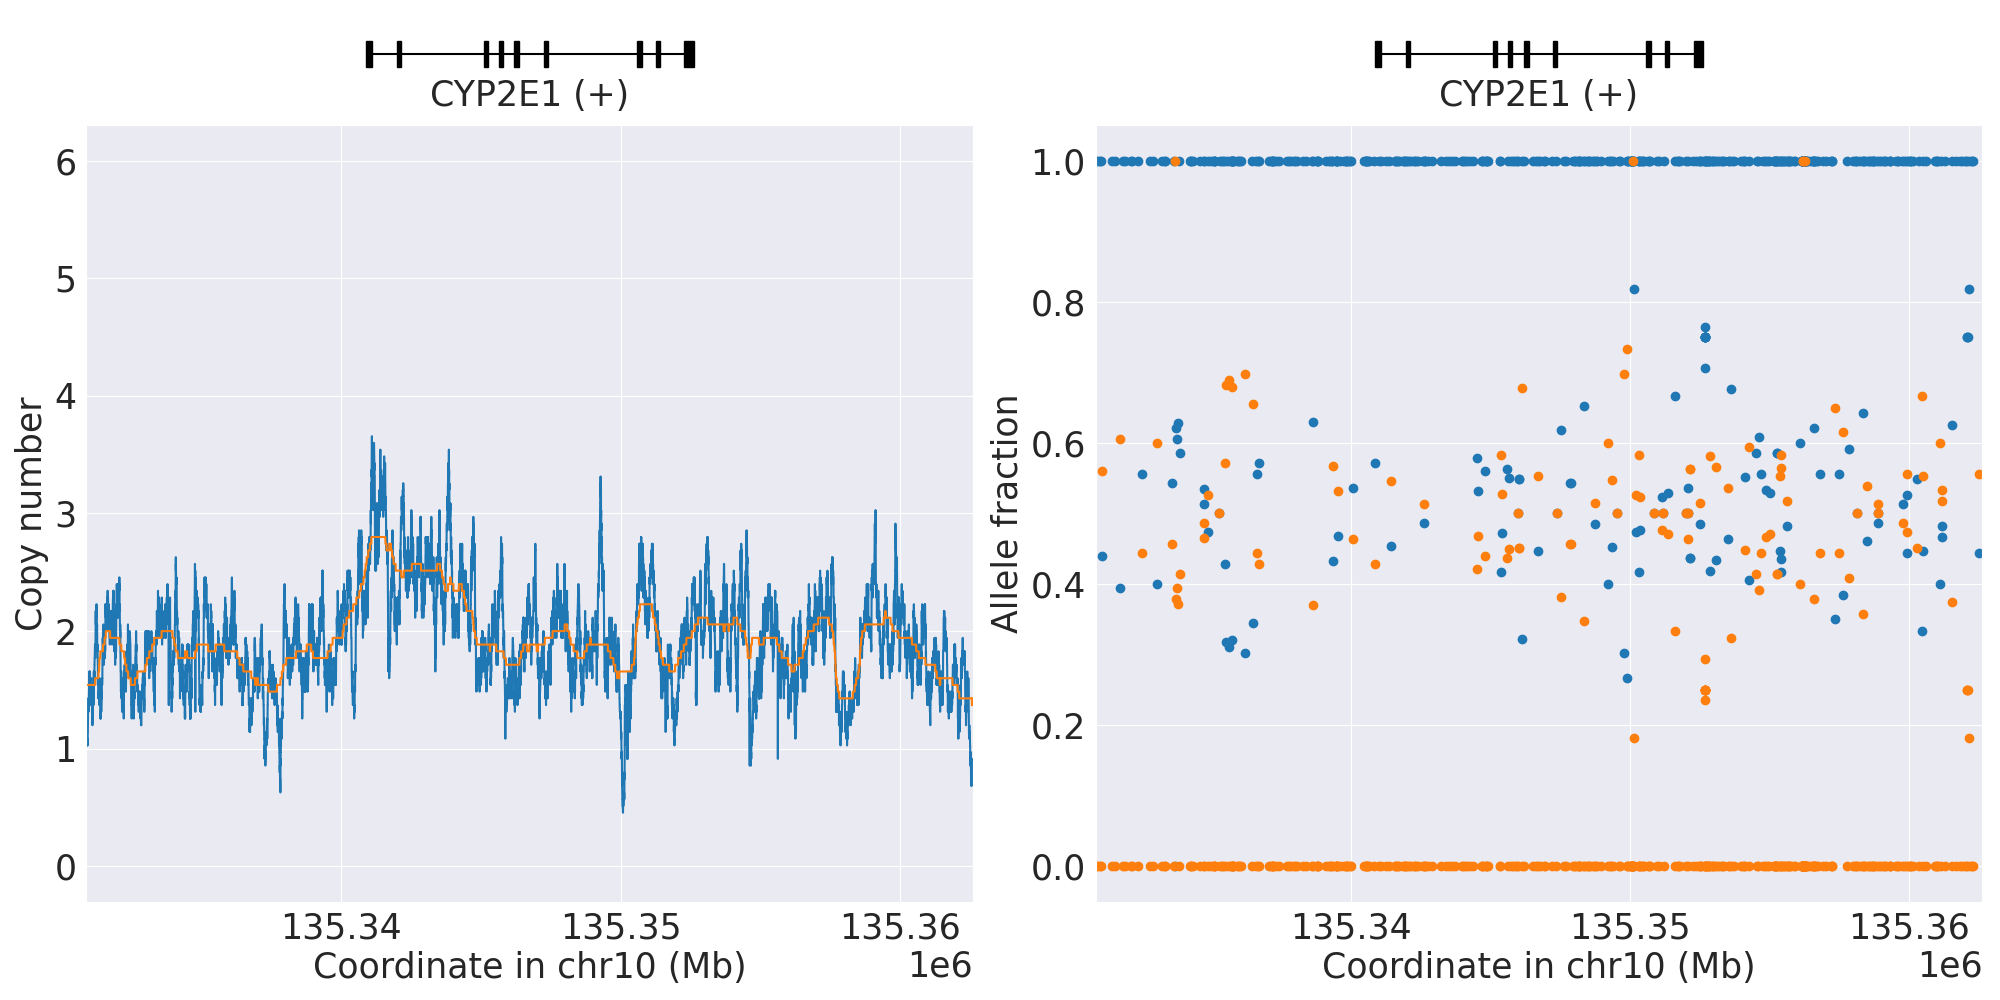 CYP2E1 (+)
6
5
4
3
2
1
0
Copy number
135.34 135.35 135.36
Coordinate in chr10 (Mb)
1e6
CYP2E1 (+)
1.0
0.8
0.6
0.4
0.2
0.0
Allele fraction
135.34 135.35 135.36
Coordinate in chr10 (Mb)
1e6